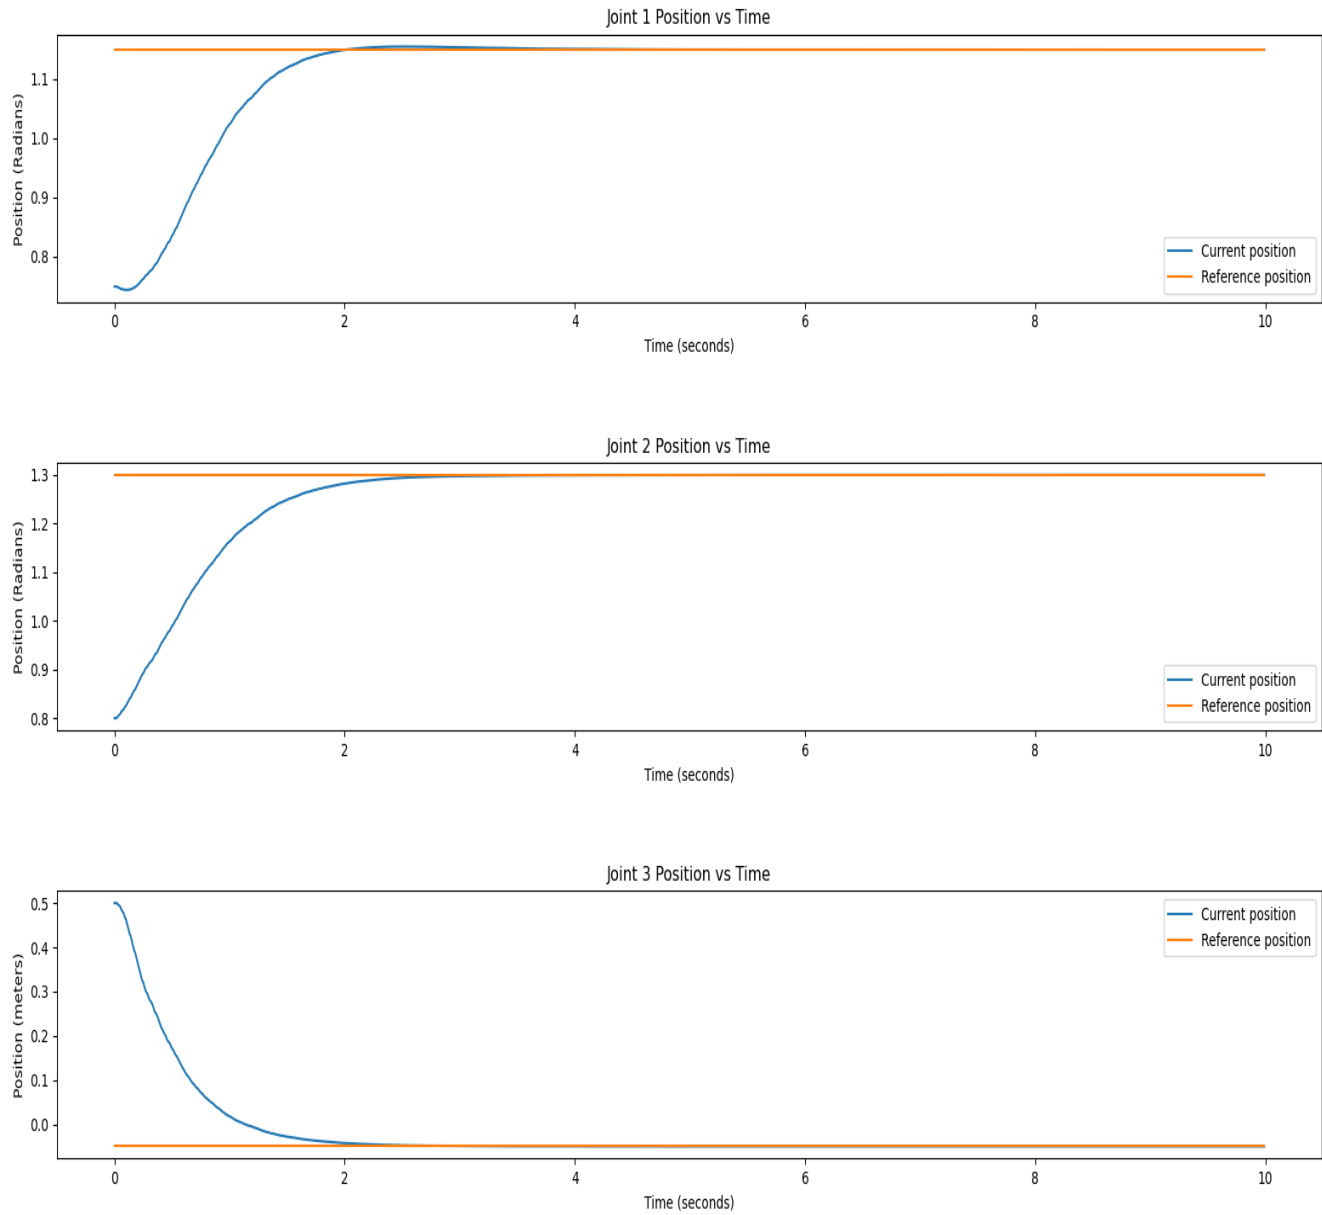 Joint 1 Position vs Time
Position (Radians)
1.1
1.0
0.9
0.8
Current position
Reference position
0 2 4 6 8 10
Time (seconds)
Joint 2 Position vs Time
Position (Radians)
1.3
1.2
1.1
1.0
0.9
0.8
Current position
Reference position
0 2 4 6 8 10
Time (seconds)
Joint 3 Position vs Time
Position (meters)
0.5
0.4
0.3
0.2
0.1
0.0
Current position
Reference position
0 2 4 6 8 10
Time (seconds)